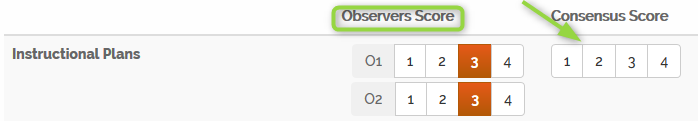 Observers Score Consensus Score
Instructional Plans O1 1 2 3 4 1 2 3 4
O2 1 2 3 4